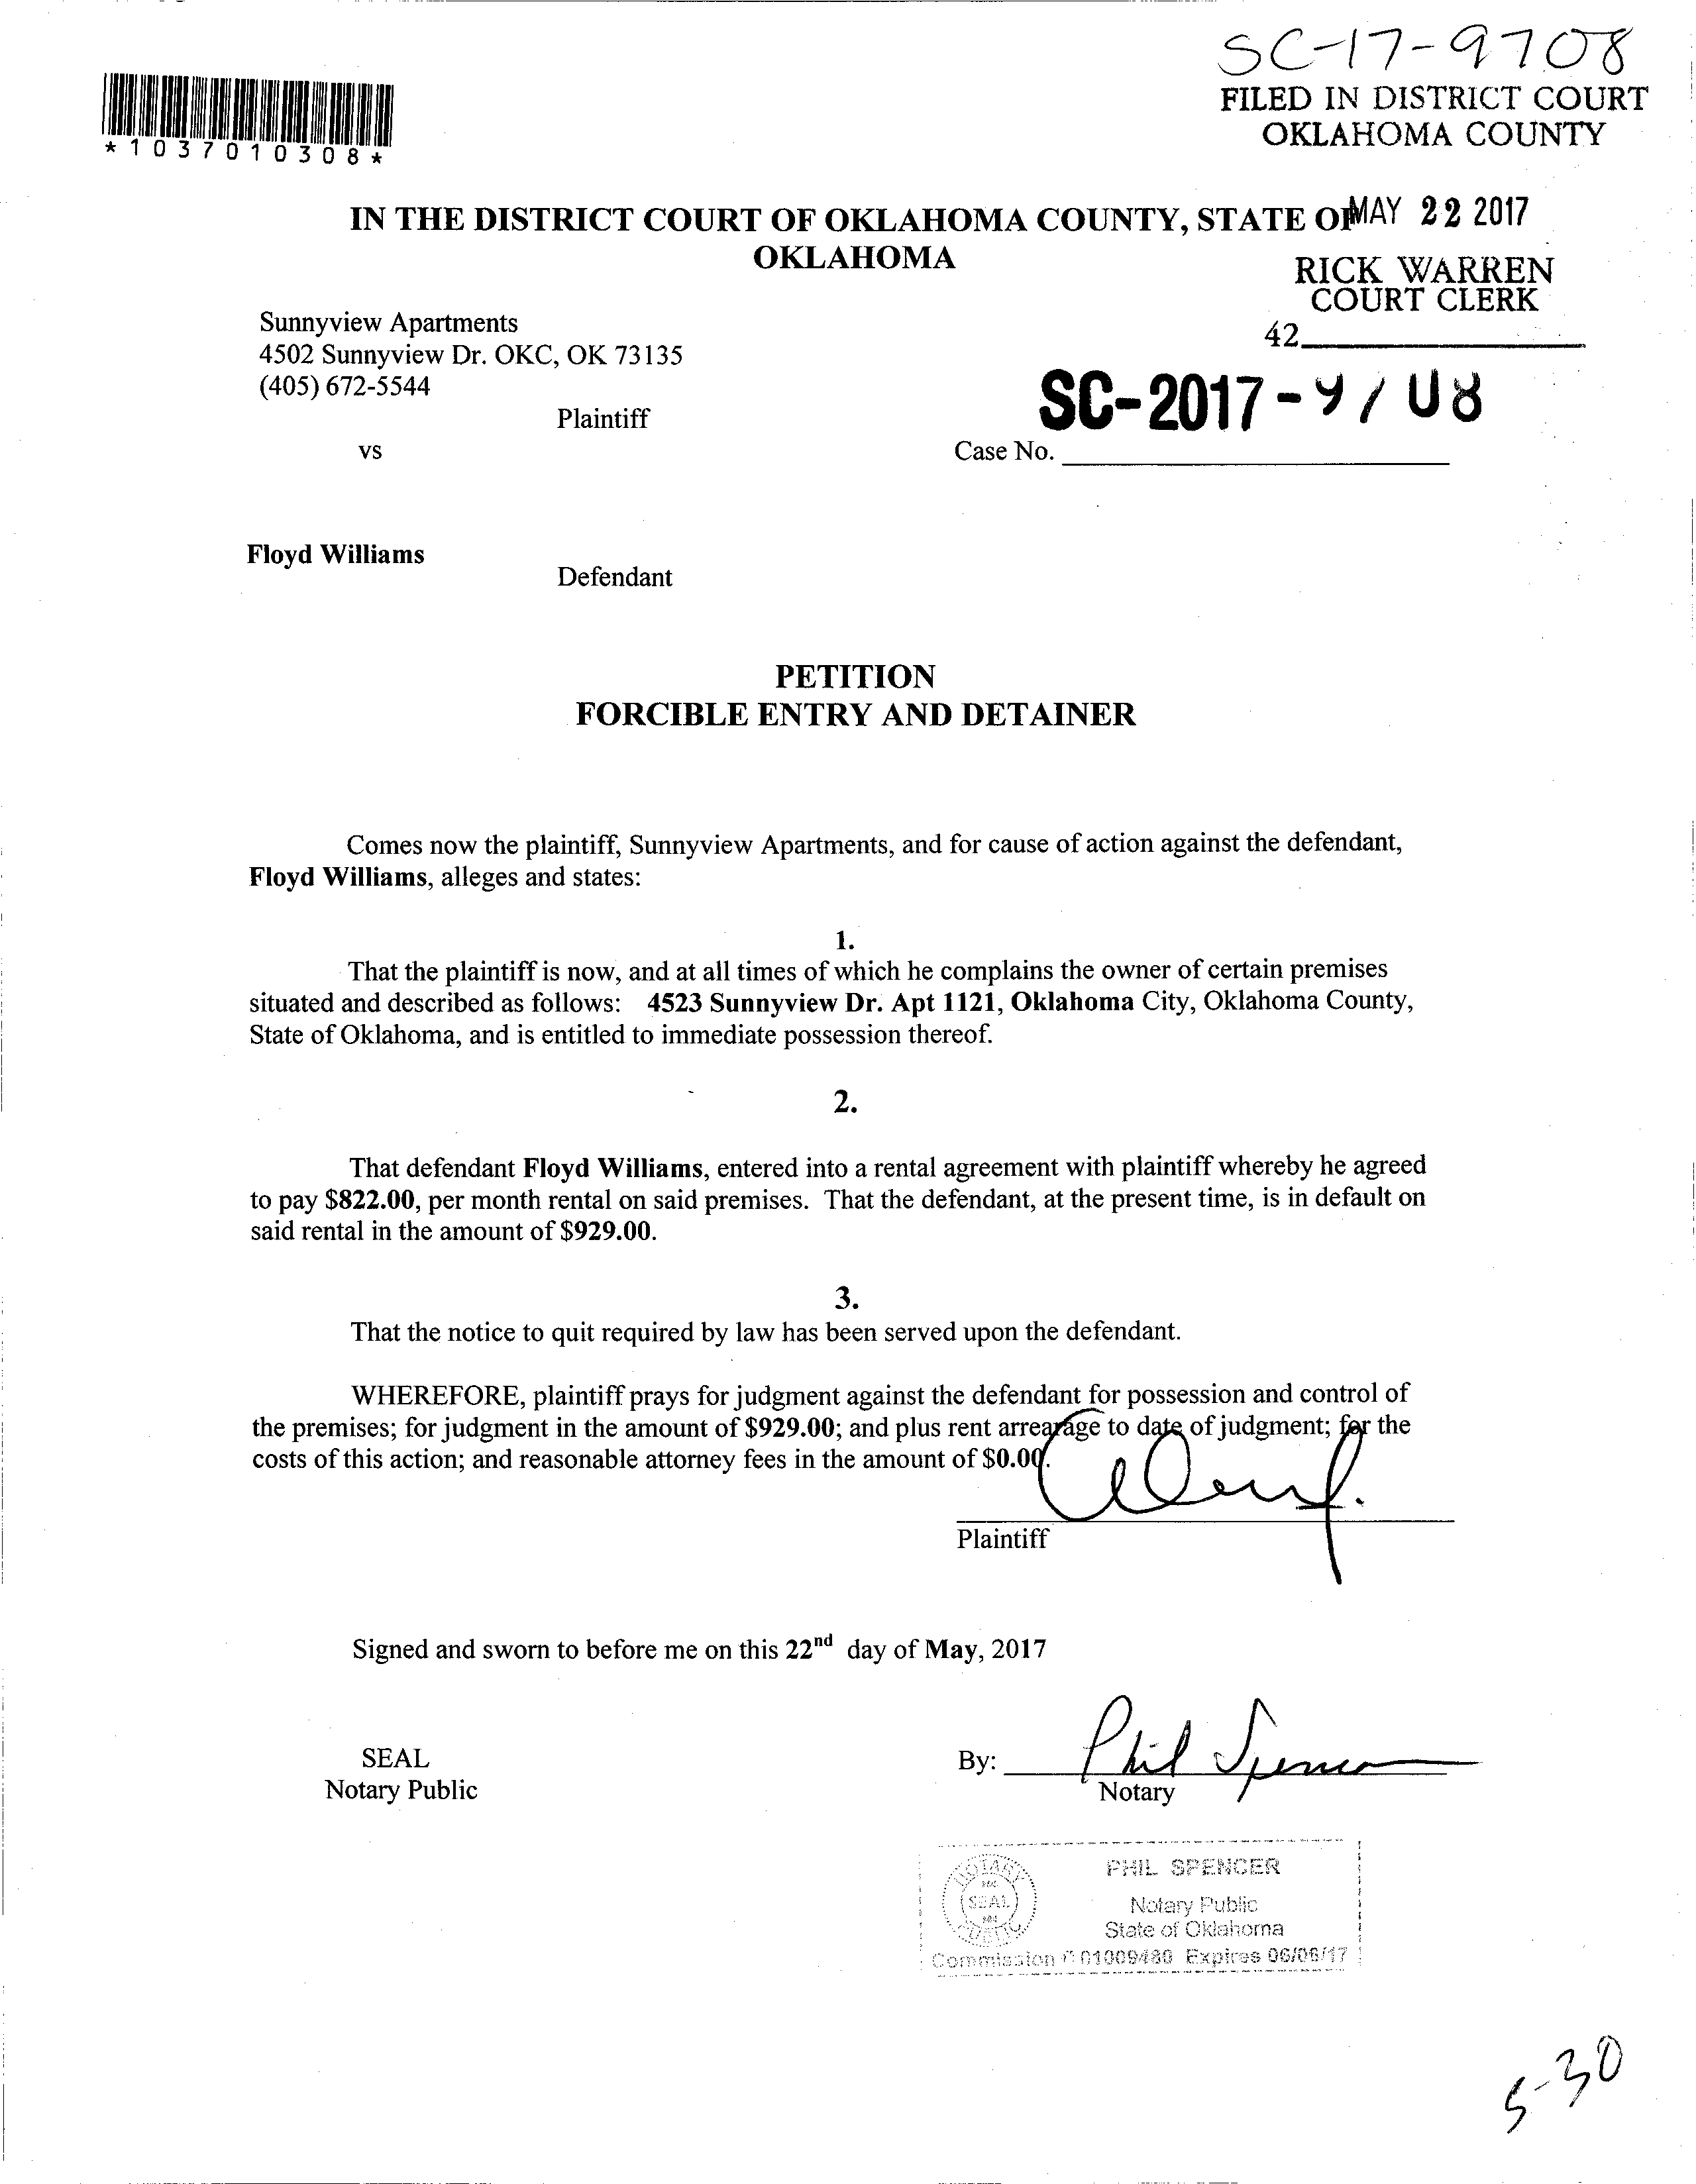 SC-17-9708
FILED IN DISTRICT COURT
OKLAHOMA COUNTY
*1037010308*
IN THE DISTRICT COURT OF OKLAHOMA COUNTY, STATE OF
OKLAHOMA
MAY 22 2017
RICK WARREN
COURT CLERK
42
Sunnyview Apartments
4502 Sunnyview Dr. OKC, OK 73135
(405) 672-5544
Plaintiff
vs
SC-2017-
Case No.
Floyd Williams
Defendant
PETITION
FORCIBLE ENTRY AND DETAINER
Comes now the plaintiff, Sunnyview Apartments, and for cause of action against the defendant,
Floyd Williams, alleges and states:
1.
That the plaintiff is now, and at all times of which he complains the owner of certain premises
situated and described as follows: 4523 Sunnyview Dr. Apt 1121, Oklahoma City, Oklahoma County,
State of Oklahoma, and is entitled to immediate possession thereof.
2.
That defendant Floyd Williams, entered into a rental agreement with plaintiff whereby he agreed
to pay $822.00, per month rental on said premises. That the defendant, at the present time, is in default on
said rental in the amount of $929.00.
3.
That the notice to quit required by law has been served upon the defendant.
WHEREFORE, plaintiff prays for judgment against the defendant for possession and control of
the premises; for judgment in the amount of $929.00; and plus rent arrearage to date of judgment; for the
costs of this action; and reasonable attorney fees in the amount of $0.00.
Plaintiff
Signed and sworn to before me on this 22nd day of May, 2017
SEAL
Notary Public
By: Phil Spencer
Notary
NOTARY
SEAL
PUBLIC
PHIL SPENCER
Notary Public
State of Oklahoma
Commission # 01009480 Expires 06/06/17
5-30